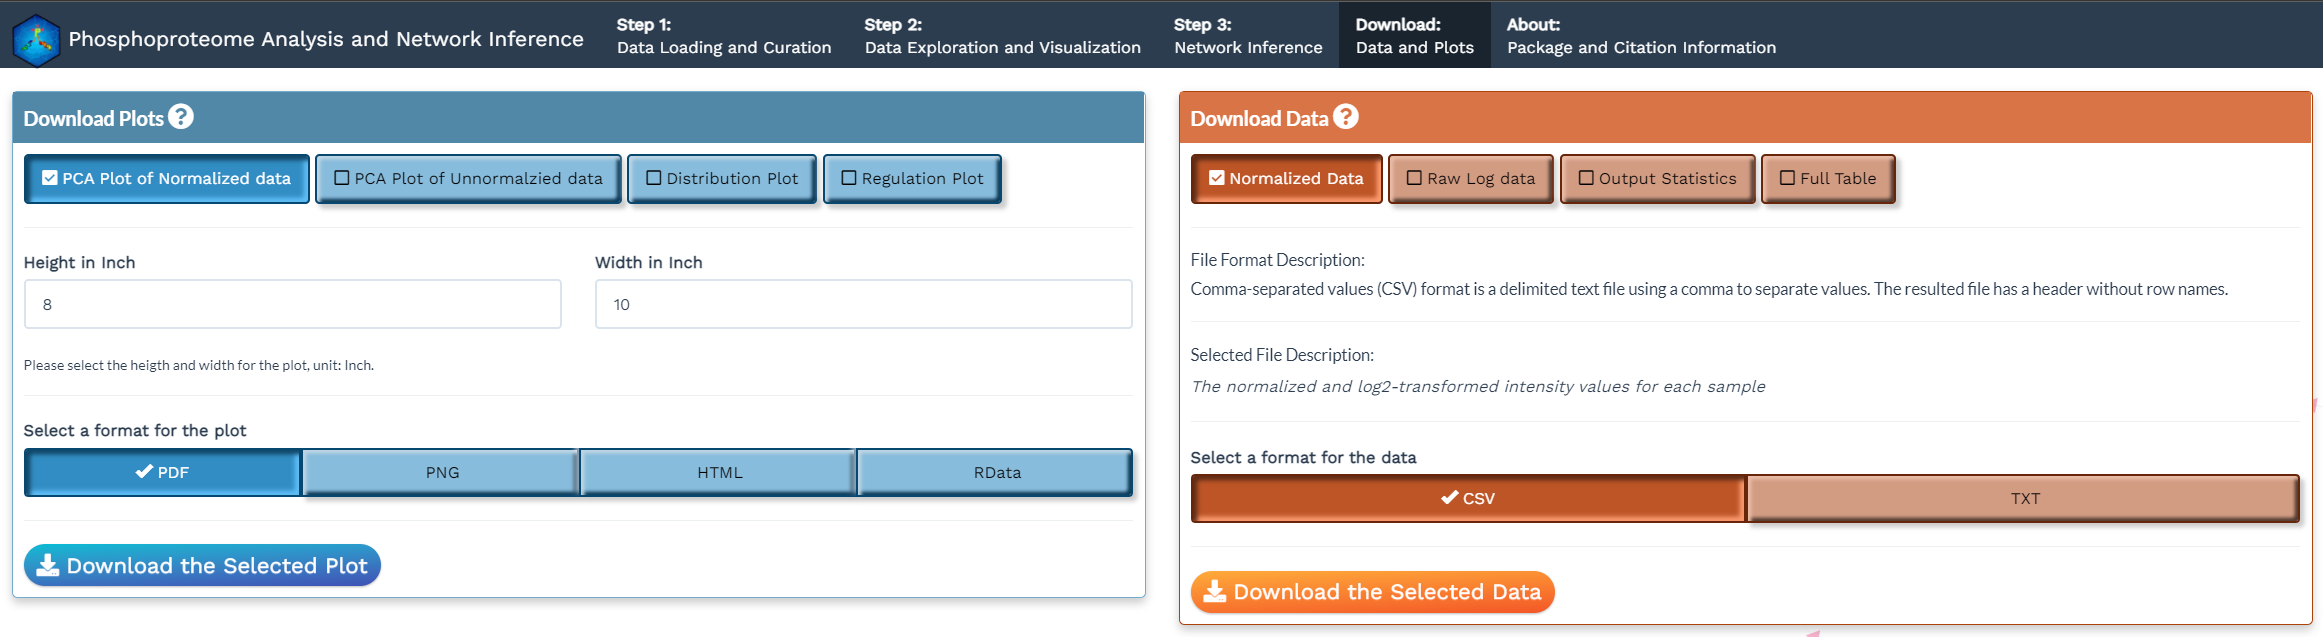 Phosphoproteome Analysis and Network Inference
Step 1:
Data Loading and Curation
Step 2:
Data Exploration and Visualization
Step 3:
Network Inference
Download:
Data and Plots
About:
Package and Citation Information
Download Plots ?
PCA Plot of Normalized data
PCA Plot of Unnormalzied data
Distribution Plot
Regulation Plot
Height in Inch
Width in Inch
8
10
Please select the heigth and width for the plot, unit: Inch.
Select a format for the plot
PDF
PNG
HTML
RData
Download the Selected Plot
Download Data ?
Normalized Data
Raw Log data
Output Statistics
Full Table
File Format Description:
Comma-separated values (CSV) format is a delimited text file using a comma to separate values. The resulted file has a header without row names.
Selected File Description:
The normalized and log2-transformed intensity values for each sample
Select a format for the data
CSV
TXT
Download the Selected Data